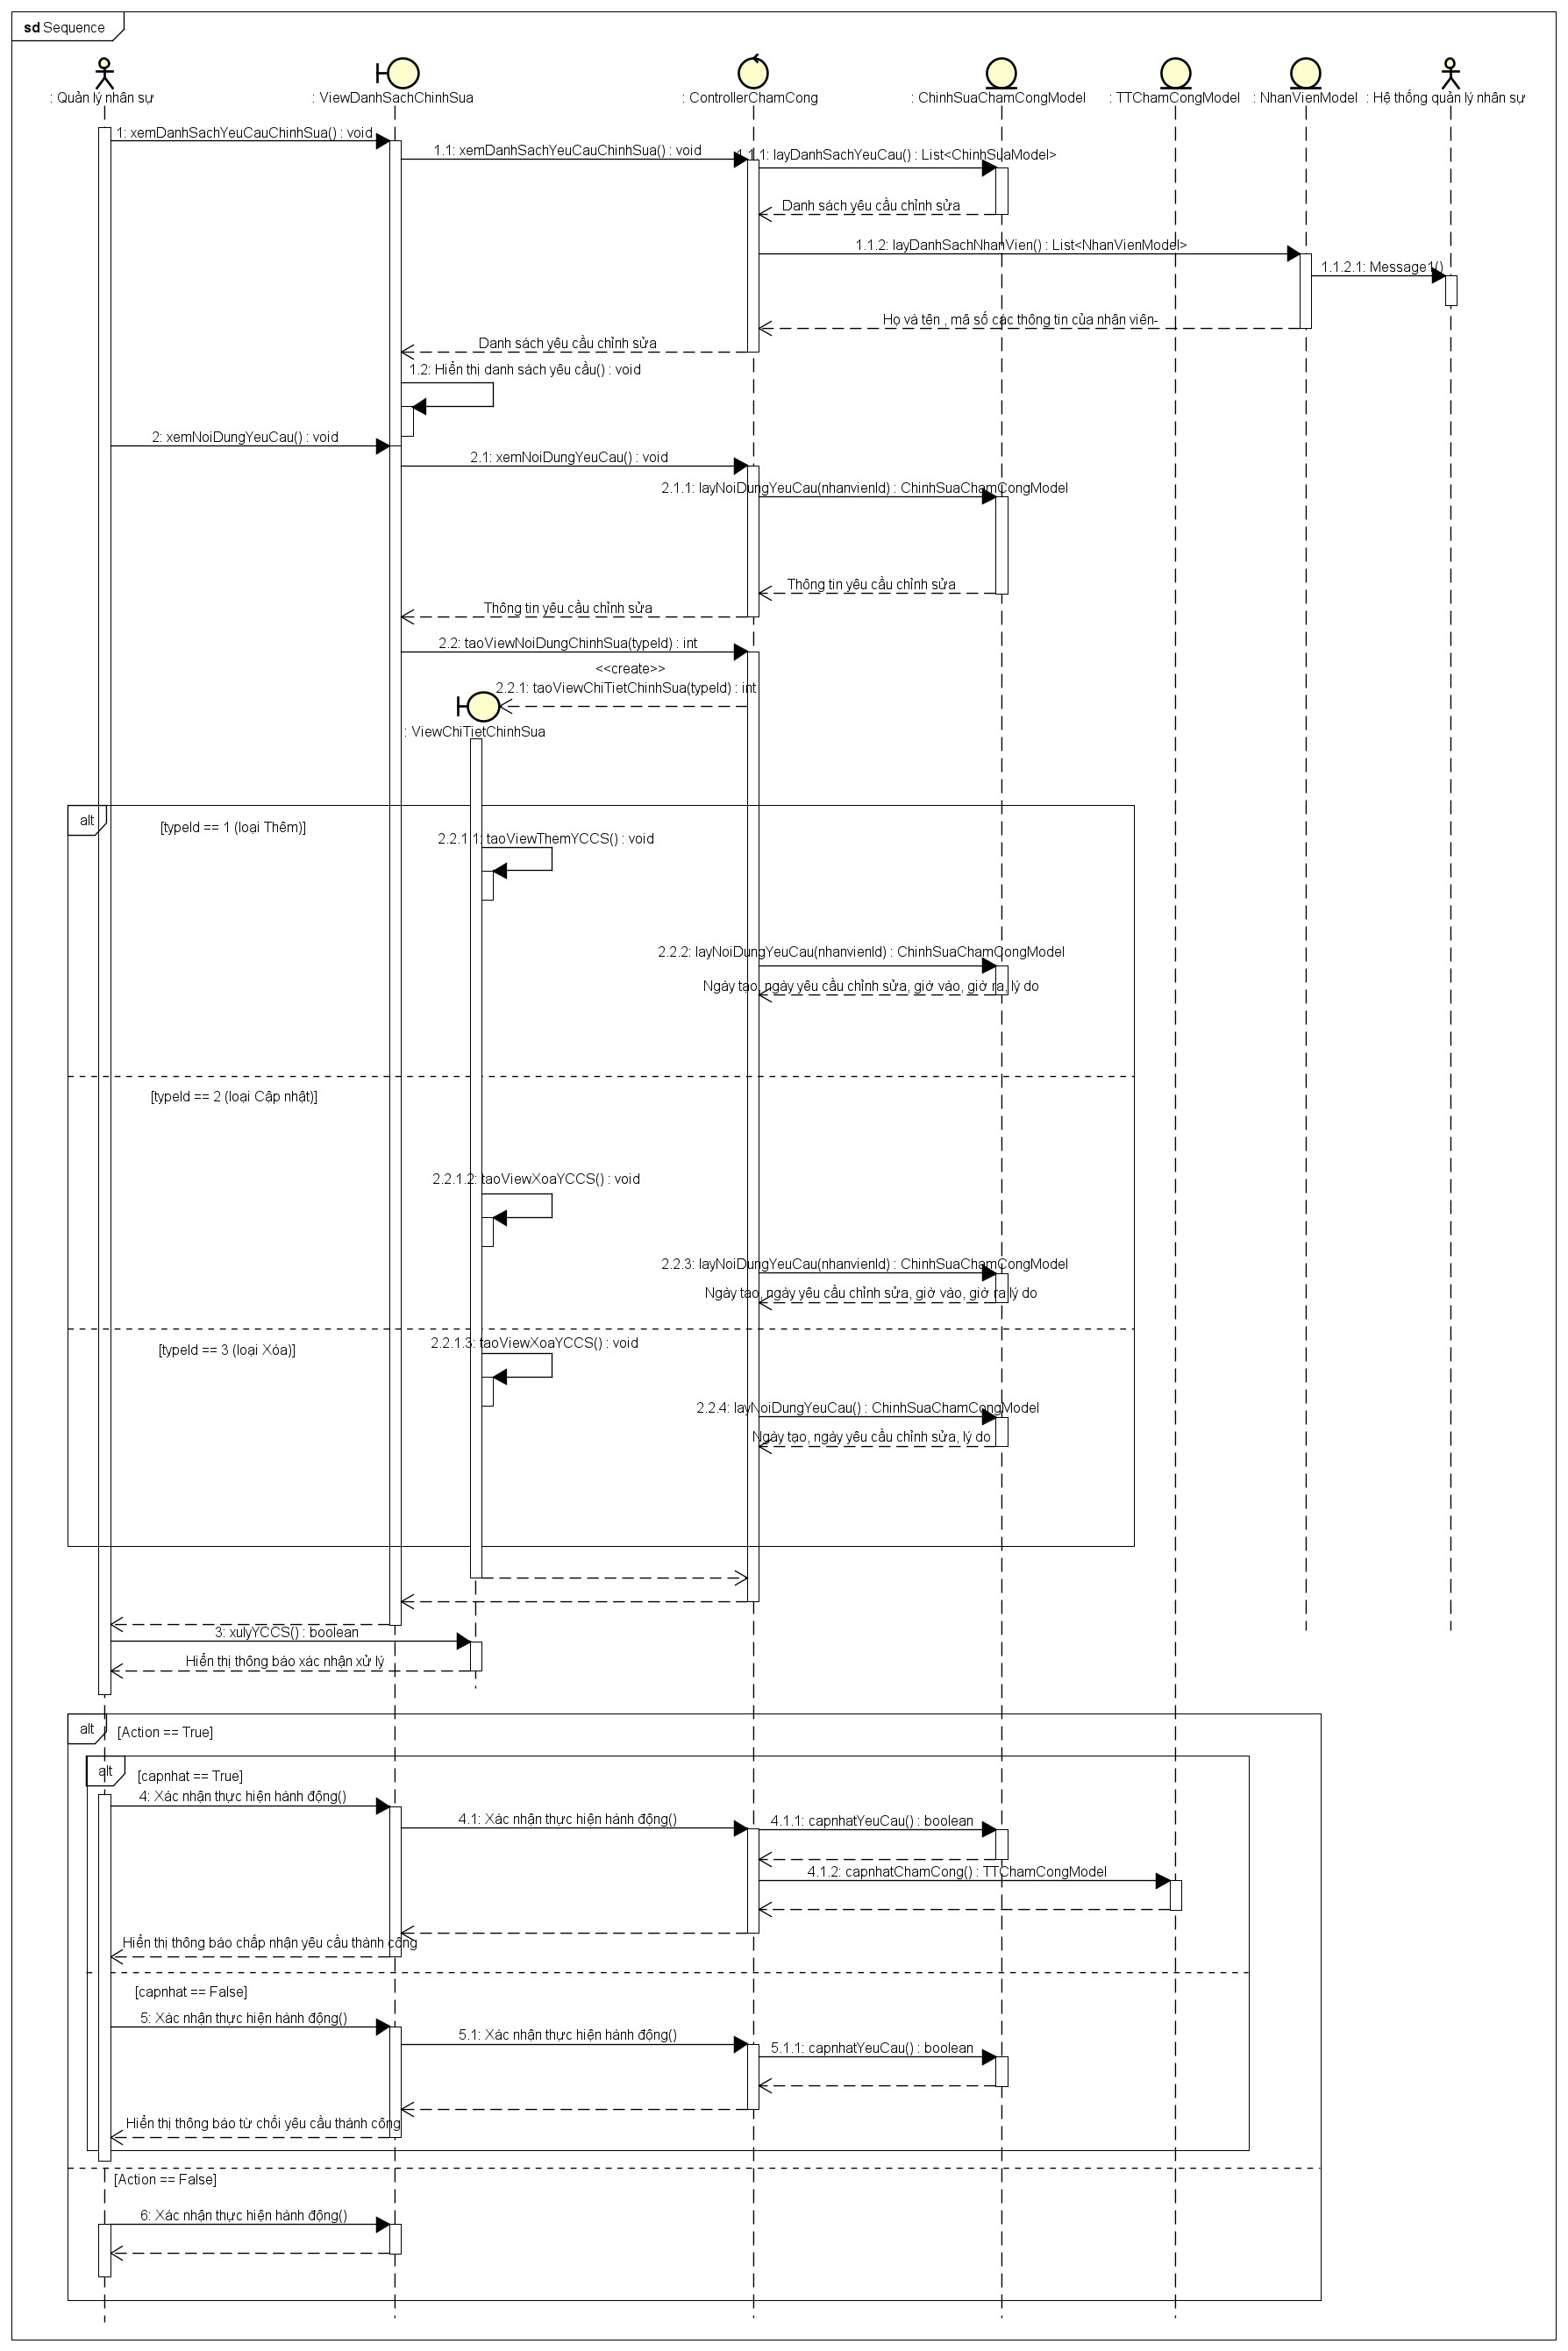 sd Sequence
: Quản lý nhân sự
: ViewDanhSachChinhSua
: ControllerChamCong
: ChinhSuaChamCongModel
: TTChamCongModel
: NhanVienModel
: Hệ thống quản lý nhân sự
1: xemDanhSachYeuCauChinhSua() : void
1.1: xemDanhSachYeuCauChinhSua() : void
1.1.1: layDanhSachYeuCau() : List<ChinhSuaModel>
Danh sách yêu cầu chỉnh sửa
1.1.2: layDanhSachNhanVien() : List<NhanVienModel>
1.1.2.1: Message1()
Họ và tên , mã số các thông tin của nhân viên-
Danh sách yêu cầu chỉnh sửa
1.2: Hiển thị danh sách yêu cầu() : void
2: xemNoiDungYeuCau() : void
2.1: xemNoiDungYeuCau() : void
2.1.1: layNoiDungYeuCau(nhanvienId) : ChinhSuaChamCongModel
Thông tin yêu cầu chỉnh sửa
Thông tin yêu cầu chỉnh sửa
2.2: taoViewNoiDungChinhSua(typeId) : int
<<create>>
2.2.1: taoViewChiTietChinhSua(typeId) : int
: ViewChiTietChinhSua
alt
[typeId == 1 (loại Thêm)]
2.2.1.1: taoViewThemYCCS() : void
2.2.2: layNoiDungYeuCau(nhanvienId) : ChinhSuaChamCongModel
Ngày tạo, ngày yêu cầu chỉnh sửa, giờ vào, giờ ra, lý do
[typeId == 2 (loại Cập nhật)]
2.2.1.2: taoViewXoaYCCS() : void
2.2.3: layNoiDungYeuCau(nhanvienId) : ChinhSuaChamCongModel
Ngày tạo, ngày yêu cầu chỉnh sửa, giờ vào, giờ ra lý do
[typeId == 3 (loại Xóa)]
2.2.1.3: taoViewXoaYCCS() : void
2.2.4: layNoiDungYeuCau() : ChinhSuaChamCongModel
Ngày tạo, ngày yêu cầu chỉnh sửa, lý do
3: xulyYCCS() : boolean
Hiển thị thông báo xác nhận xử lý
alt
[Action == True]
alt
[capnhat == True]
4: Xác nhận thực hiện hành động()
4.1: Xác nhận thực hiện hành động()
4.1.1: capnhatYeuCau() : boolean
4.1.2: capnhatChamCong() : TTChamCongModel
Hiển thị thông báo chấp nhận yêu cầu thành công
[capnhat == False]
5: Xác nhận thực hiện hành động()
5.1: Xác nhận thực hiện hành động()
5.1.1: capnhatYeuCau() : boolean
Hiển thị thông báo từ chối yêu cầu thành công
[Action == False]
6: Xác nhận thực hiện hành động()